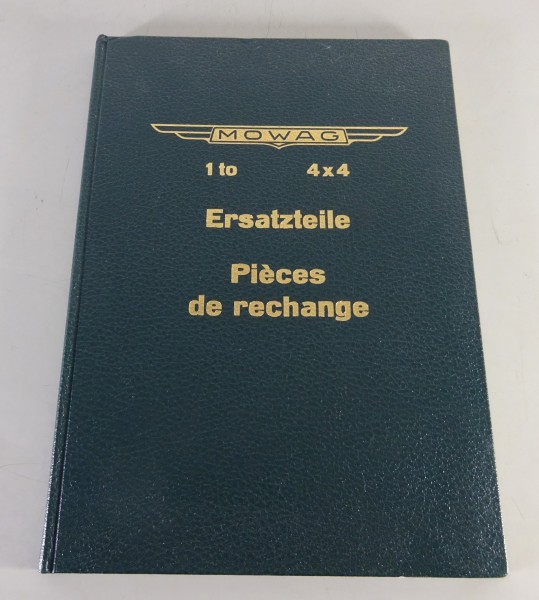 MOWAG
1 to 4x4
Ersatzteile
Pièces
de rechange